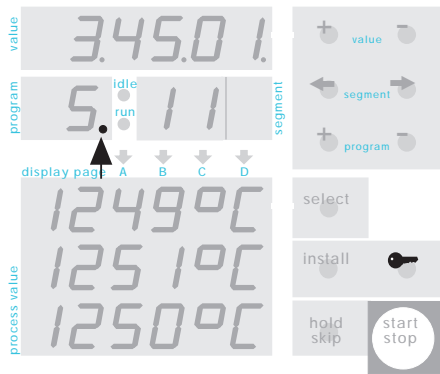 value
3.45.01.
value
program
5.
idle
run
11
segment
segment
program
display page A B C D
process value
1249°C
1251°C
1250°C
select
install
hold
skip
start
stop